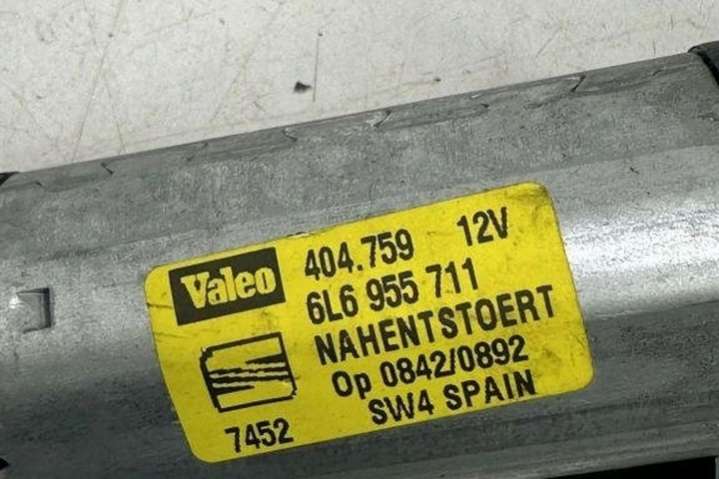 Valeo
404.759 12V
6L6 955 711
NAHENTSTOERT
Op 0842/0892
SW4 SPAIN
7452